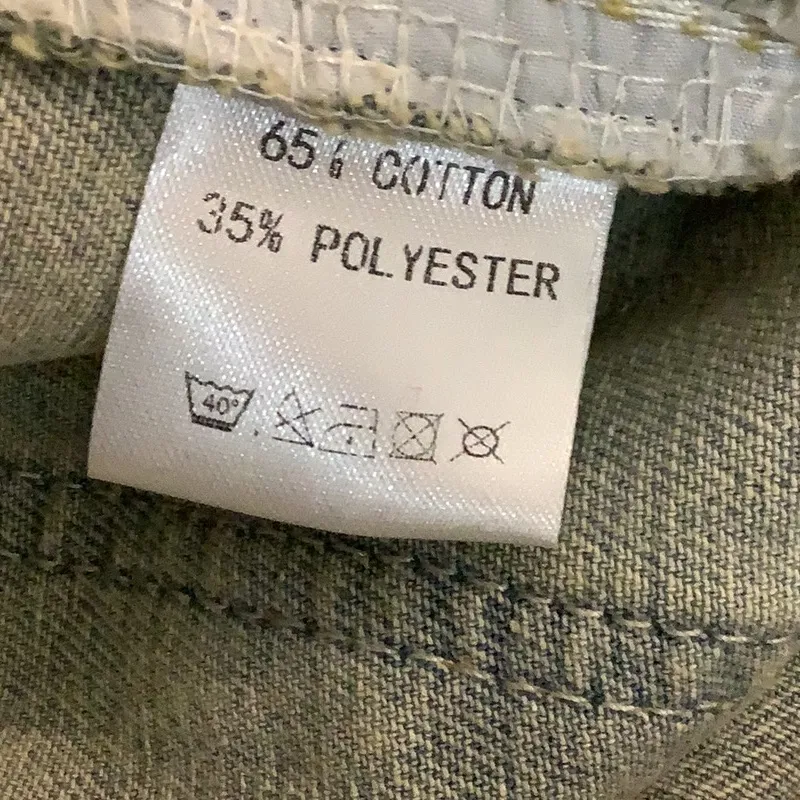 65% COTTON
35% POLYESTER
40°